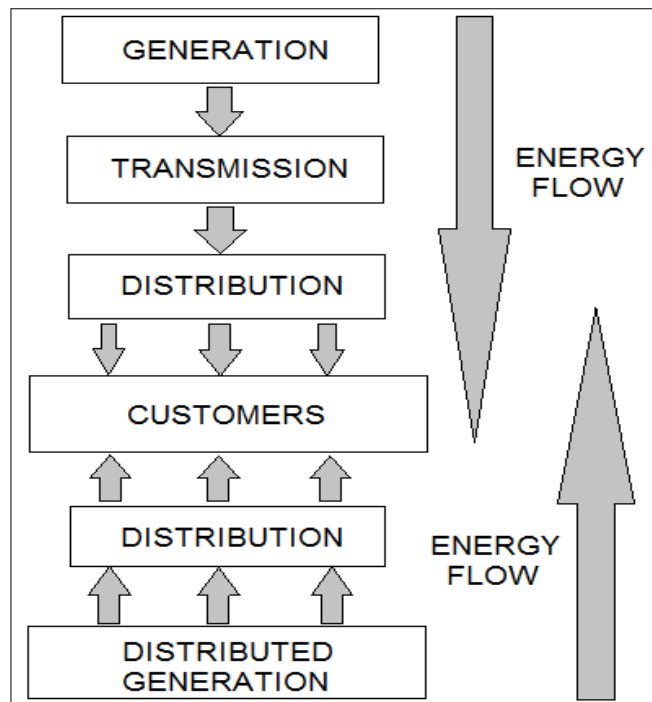 GENERATION
TRANSMISSION
ENERGY
FLOW
DISTRIBUTION
CUSTOMERS
DISTRIBUTION
ENERGY
FLOW
DISTRIBUTED
GENERATION